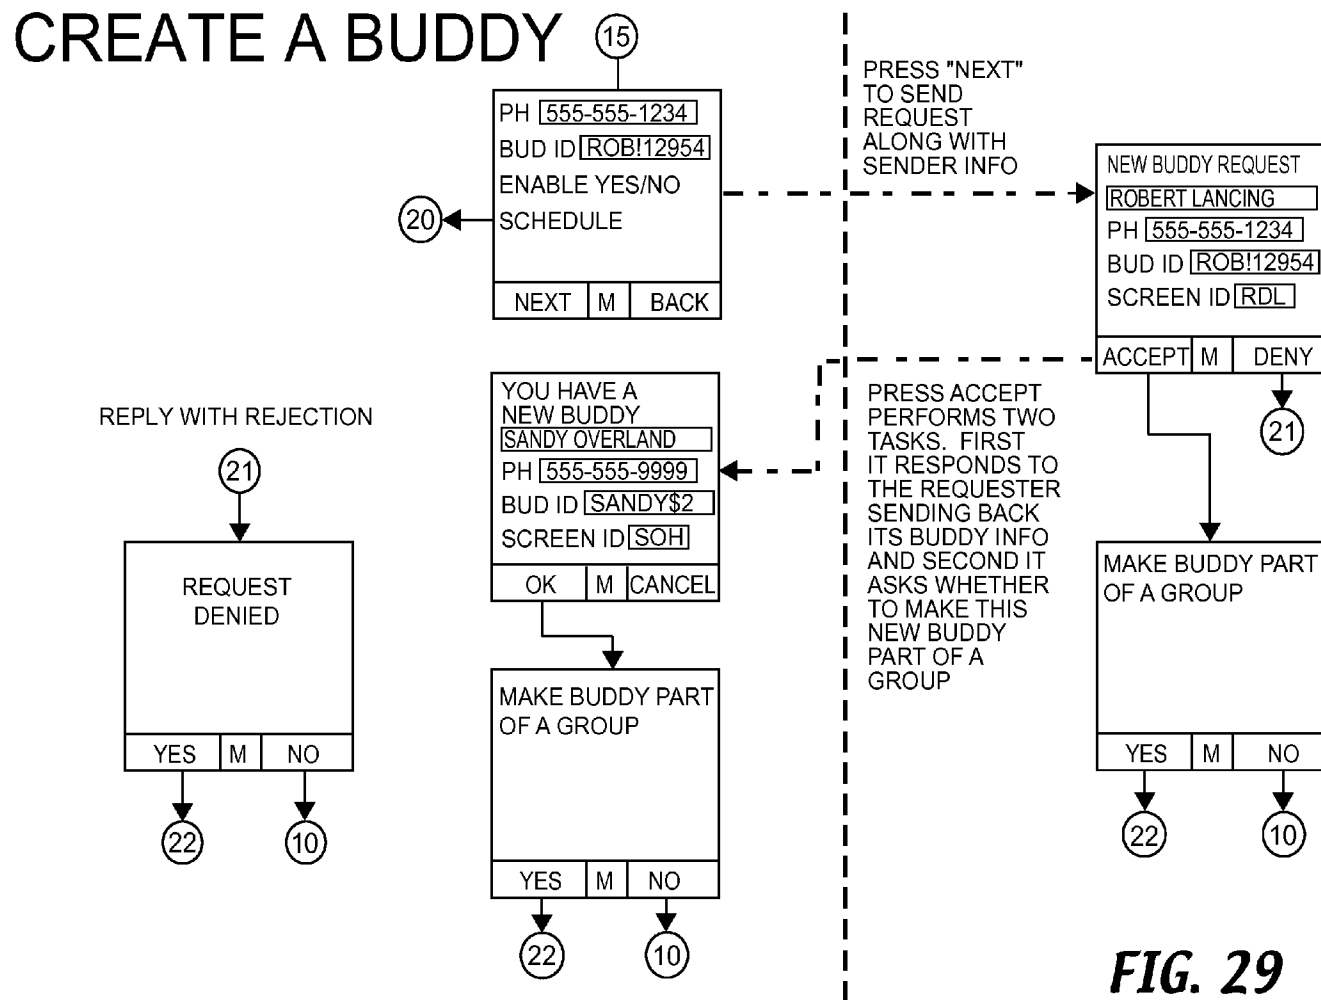 CREATE A BUDDY
15
PH 555-555-1234
BUD ID ROB!12954
ENABLE YES/NO
20
SCHEDULE
NEXT M BACK
PRESS "NEXT"
TO SEND
REQUEST
ALONG WITH
SENDER INFO
NEW BUDDY REQUEST
ROBERT LANCING
PH 555-555-1234
BUD ID ROB!12954
SCREEN ID RDL
ACCEPT M DENY
21
YOU HAVE A
NEW BUDDY
SANDY OVERLAND
PH 555-555-9999
BUD ID SANDY$2
SCREEN ID SOH
OK M CANCEL
PRESS ACCEPT
PERFORMS TWO
TASKS. FIRST
IT RESPONDS TO
THE REQUESTER
SENDING BACK
ITS BUDDY INFO
AND SECOND IT
ASKS WHETHER
TO MAKE THIS
NEW BUDDY
PART OF A
GROUP
REPLY WITH REJECTION
21
REQUEST
DENIED
YES M NO
22
10
MAKE BUDDY PART
OF A GROUP
YES M NO
22
10
MAKE BUDDY PART
OF A GROUP
YES M NO
22
10
FIG. 29